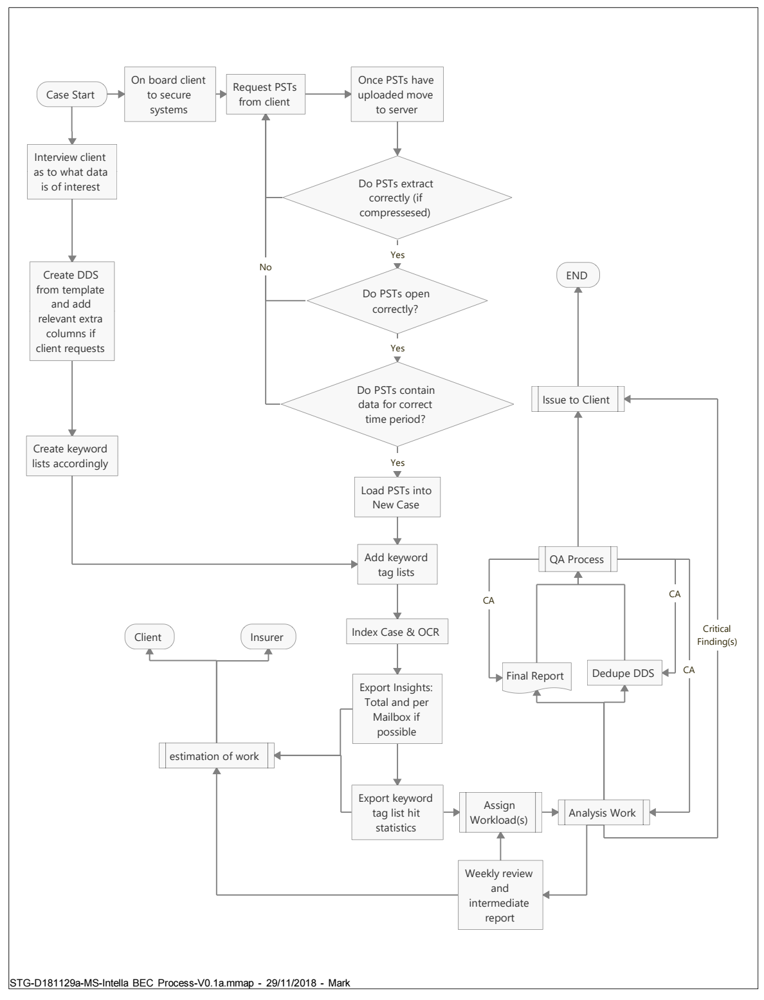 Case Start
On board client
to secure
systems
Request PSTs
from client
Once PSTs have
uploaded move
to server
Interview client
as to what data
is of interest
Do PSTs extract
correctly (if
compressesed)
Yes
No
Create DDS
from template
and add
relevant extra
columns if
client requests
Do PSTs open
correctly?
END
Yes
Do PSTs contain
data for correct
time period?
Issue to Client
Create keyword
lists accordingly
Yes
Load PSTs into
New Case
Add keyword
tag lists
QA Process
CA
CA
Client
Insurer
Index Case & OCR
Critical
Finding(s)
CA
Final Report
Dedupe DDS
Export Insights:
Total and per
Mailbox if
possible
estimation of work
Export keyword
tag list hit
statistics
Assign
Workload(s)
Analysis Work
Weekly review
and
intermediate
report
STG-D181129a-MS-Intella BEC Process-V0.1a.mmap - 29/11/2018 - Mark